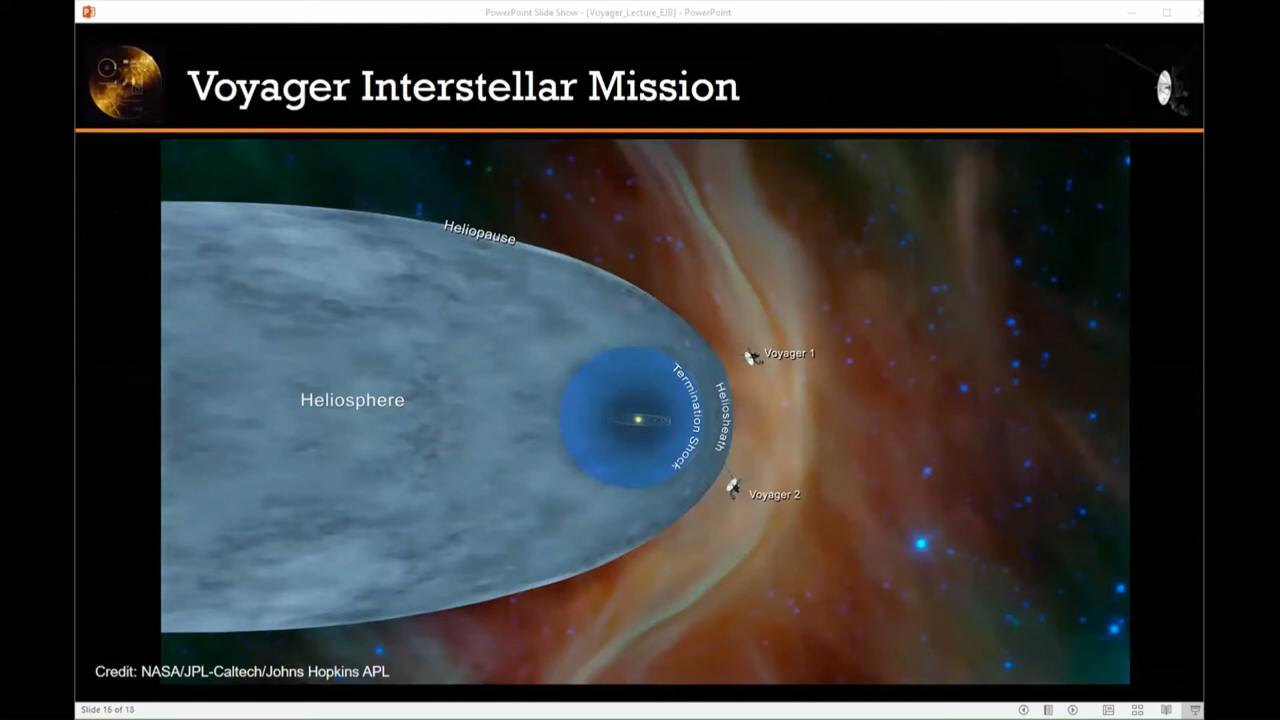 PowerPoint Slide Show - [Voyager_Lecture_EJB] - PowerPoint
Voyager Interstellar Mission
Heliopause
Voyager 1
Termination Shock
Heliosheath
Heliosphere
Voyager 2
Credit: NASA/JPL-Caltech/Johns Hopkins APL
Slide 16 of 18